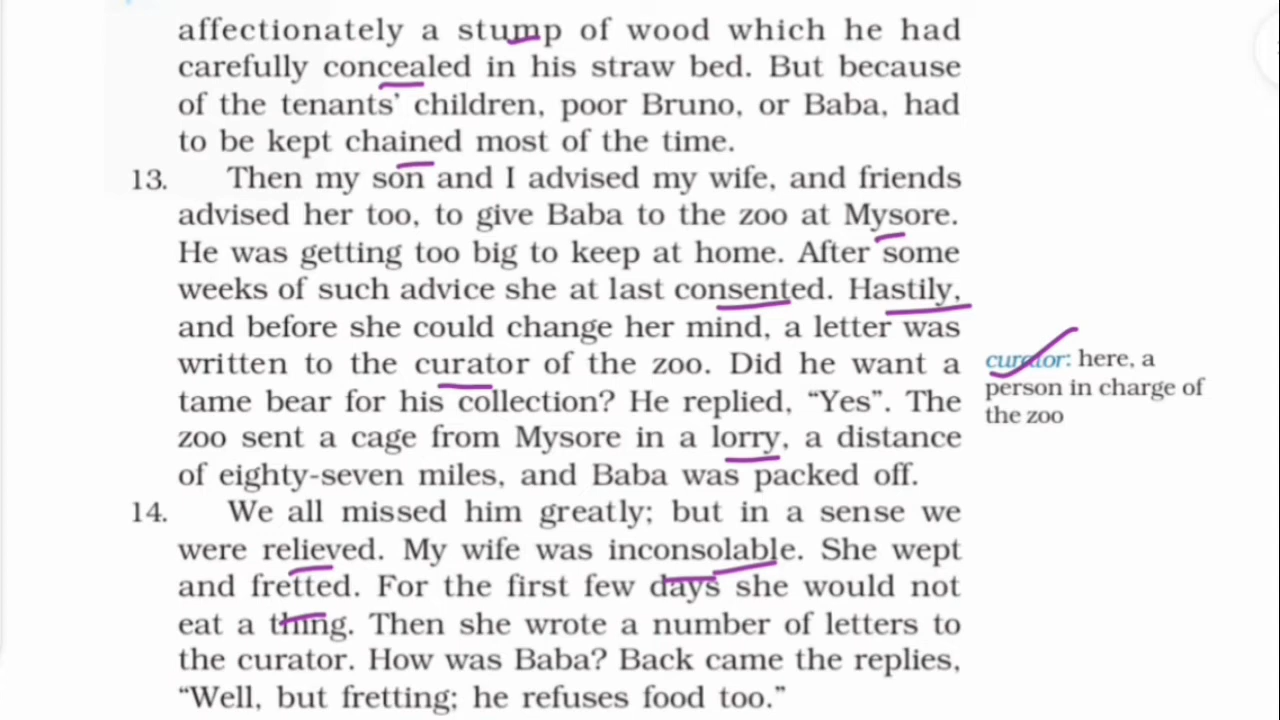 affectionately a stump of wood which he had
carefully concealed in his straw bed. But because
of the tenants’ children, poor Bruno, or Baba, had
to be kept chained most of the time.
13. Then my son and I advised my wife, and friends
advised her too, to give Baba to the zoo at Mysore.
He was getting too big to keep at home. After some
weeks of such advice she at last consented. Hastily,
and before she could change her mind, a letter was
written to the curator of the zoo. Did he want a
tame bear for his collection? He replied, “Yes”. The
zoo sent a cage from Mysore in a lorry, a distance
of eighty-seven miles, and Baba was packed off.
curator: here, a
person in charge of
the zoo
14. We all missed him greatly; but in a sense we
were relieved. My wife was inconsolable. She wept
and fretted. For the first few days she would not
eat a thing. Then she wrote a number of letters to
the curator. How was Baba? Back came the replies,
“Well, but fretting; he refuses food too.”